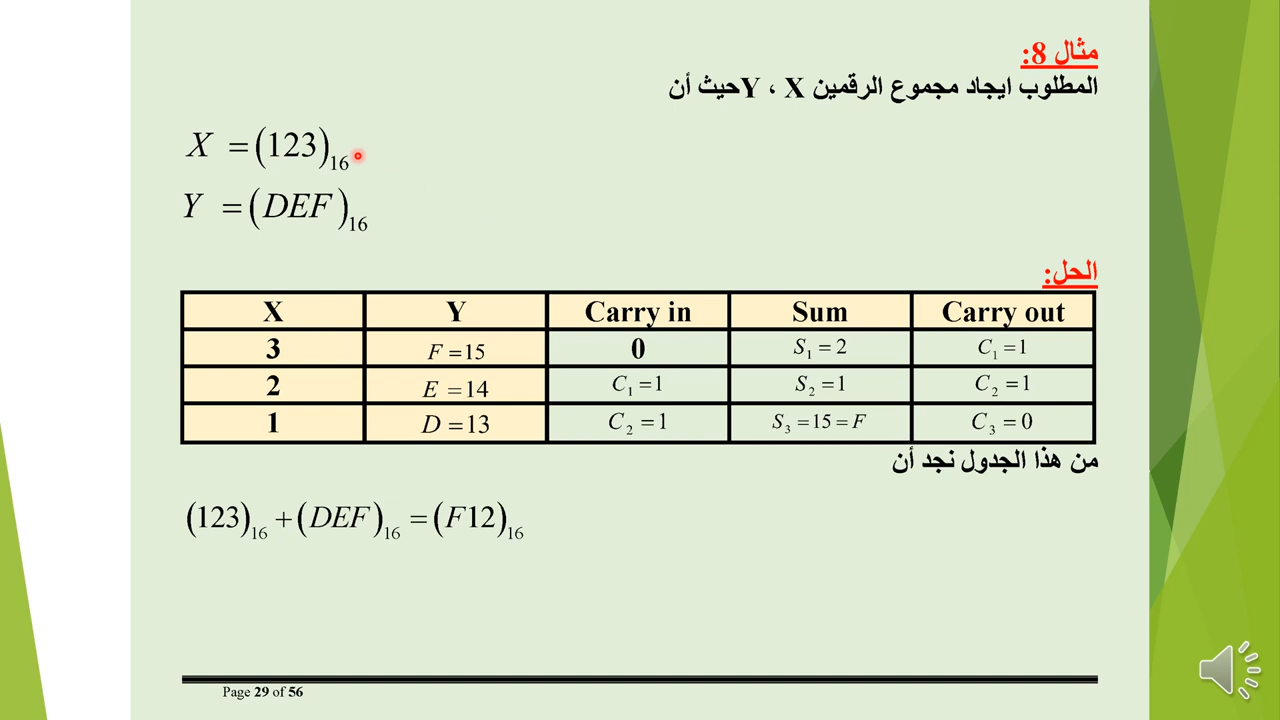 مثال 8:
المطلوب ايجاد مجموع الرقمين Y ، X حيث أن
X = (123)₁₆
Y = (DEF)₁₆
الحل:
X Y Carry in Sum Carry out
3 F = 15 0 S₁ = 2 C₁ = 1
2 E = 14 C₁ = 1 S₂ = 1 C₂ = 1
1 D = 13 C₂ = 1 S₃ = 15 = F C₃ = 0
من هذا الجدول نجد أن
(123)₁₆ + (DEF)₁₆ = (F12)₁₆
Page 29 of 56